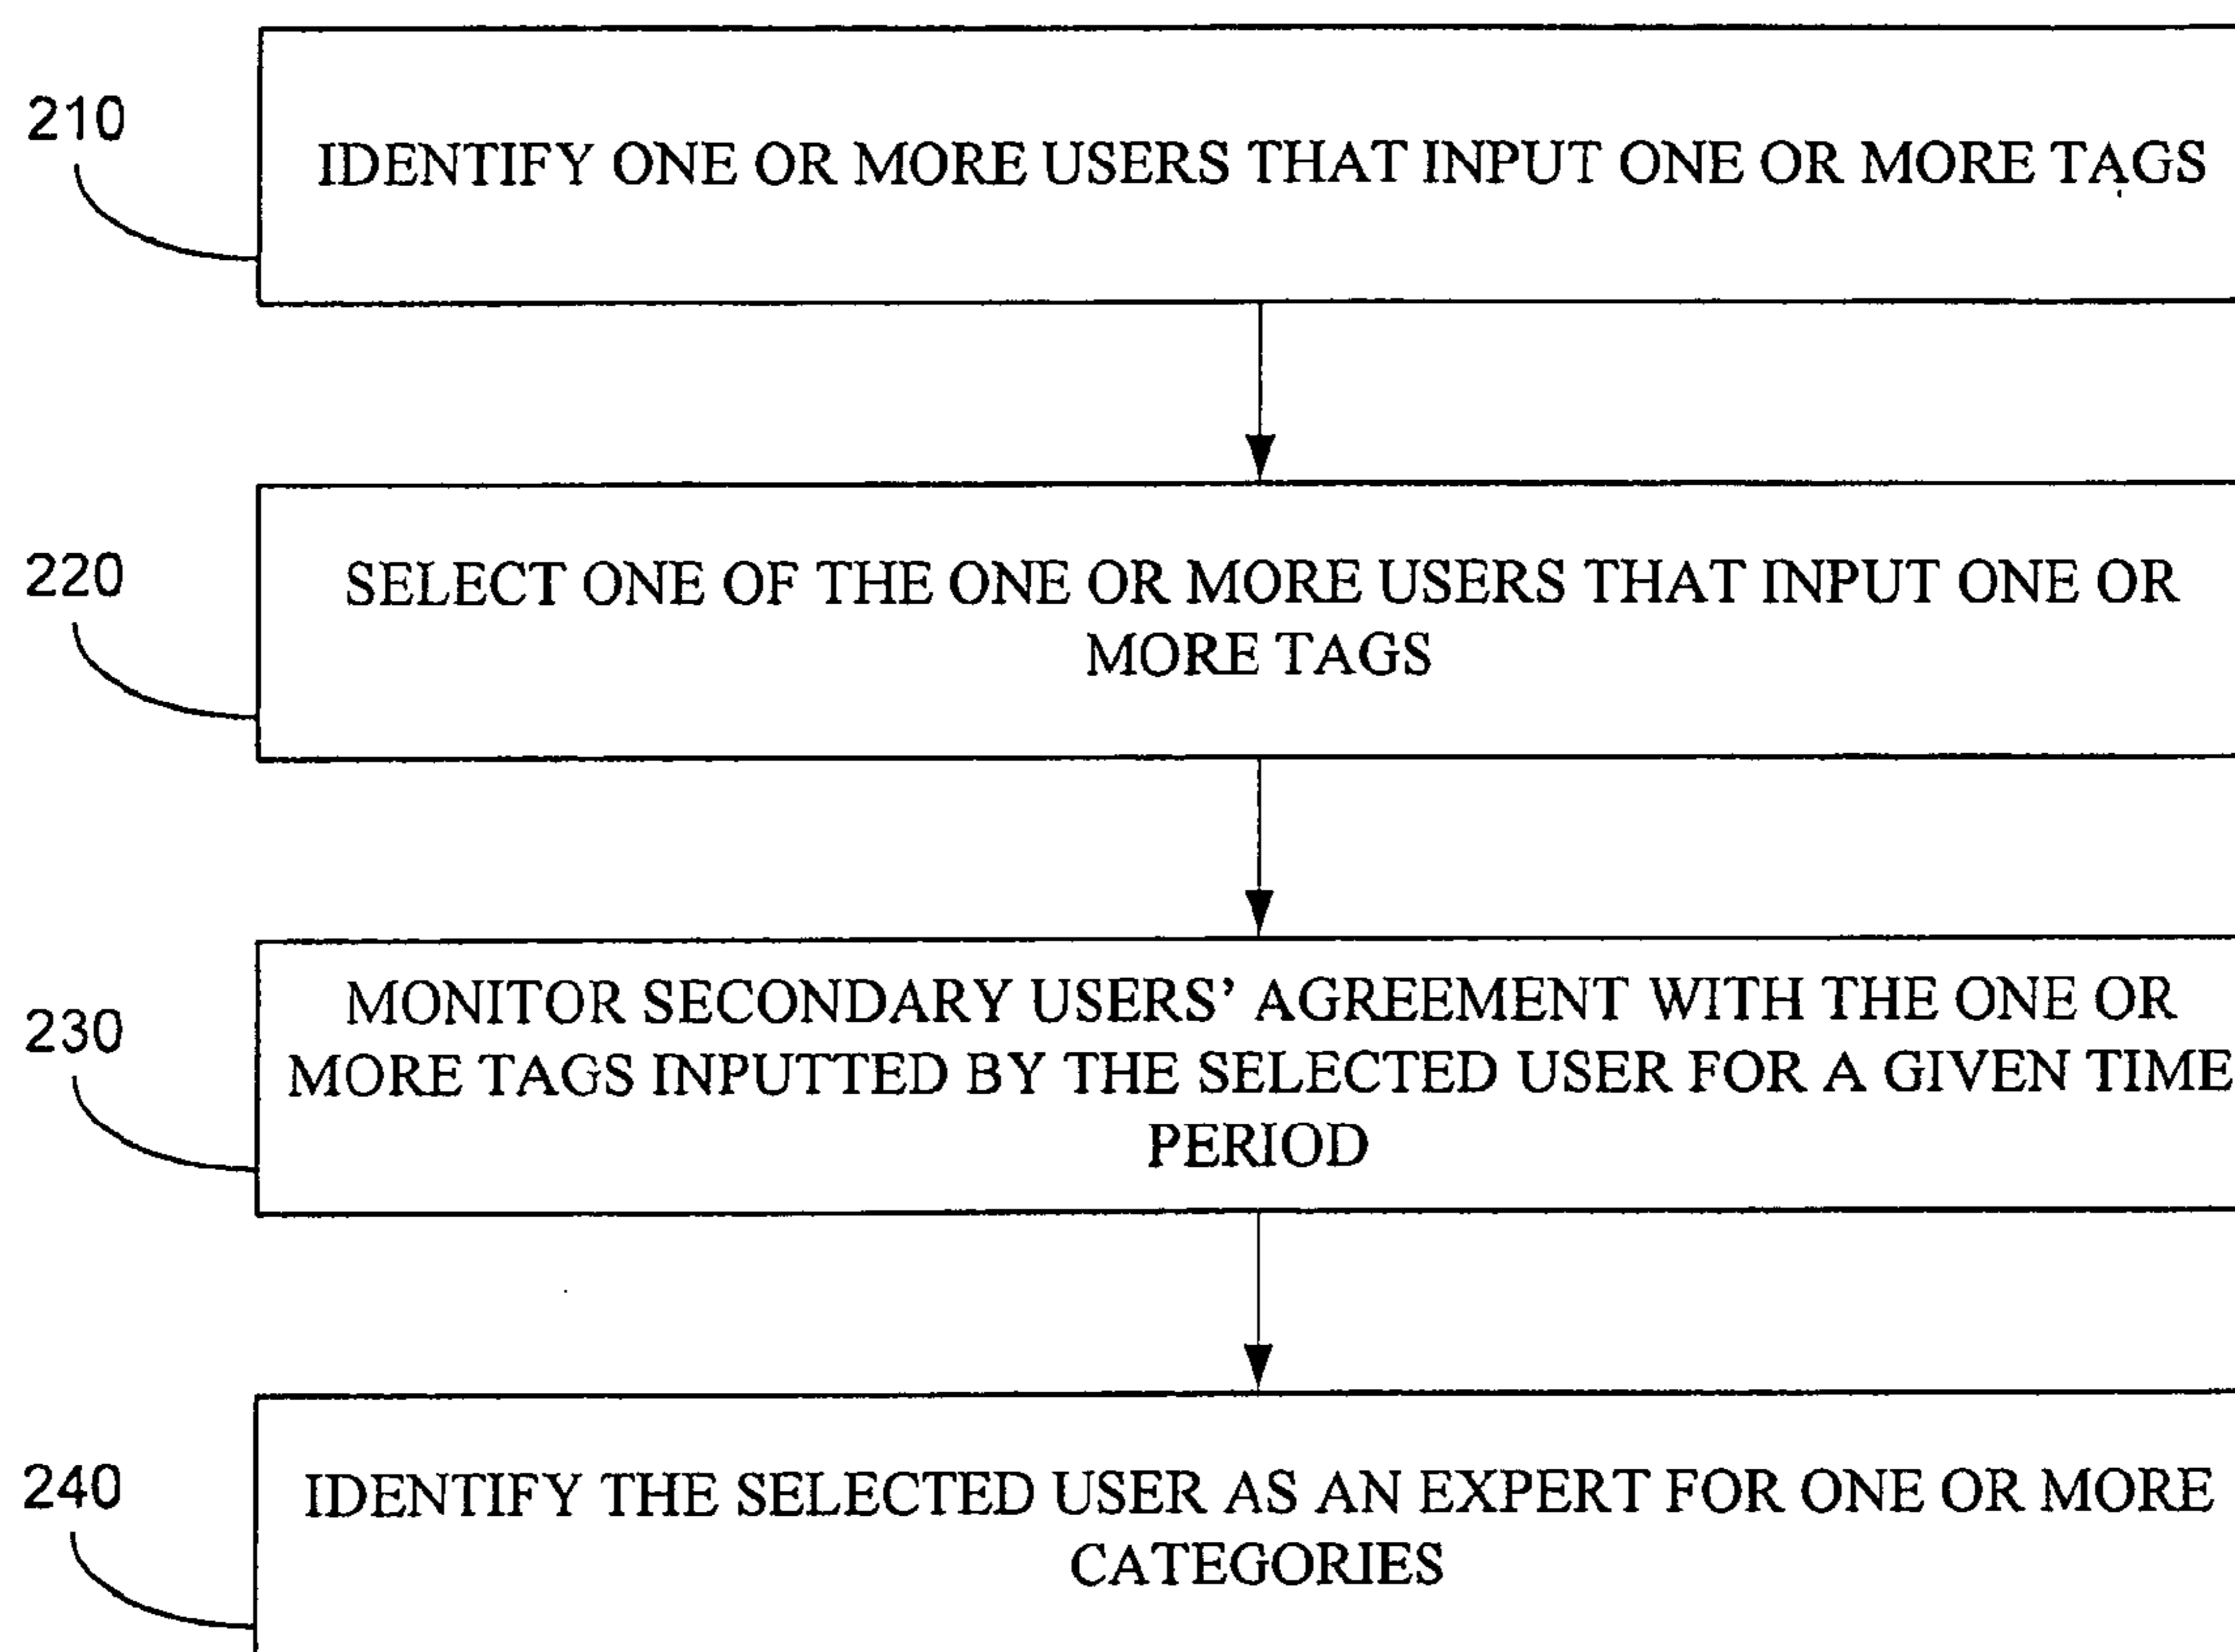 210
IDENTIFY ONE OR MORE USERS THAT INPUT ONE OR MORE TAGS
220
SELECT ONE OF THE ONE OR MORE USERS THAT INPUT ONE OR
MORE TAGS
230
MONITOR SECONDARY USERS’ AGREEMENT WITH THE ONE OR
MORE TAGS INPUTTED BY THE SELECTED USER FOR A GIVEN TIME
PERIOD
240
IDENTIFY THE SELECTED USER AS AN EXPERT FOR ONE OR MORE
CATEGORIES